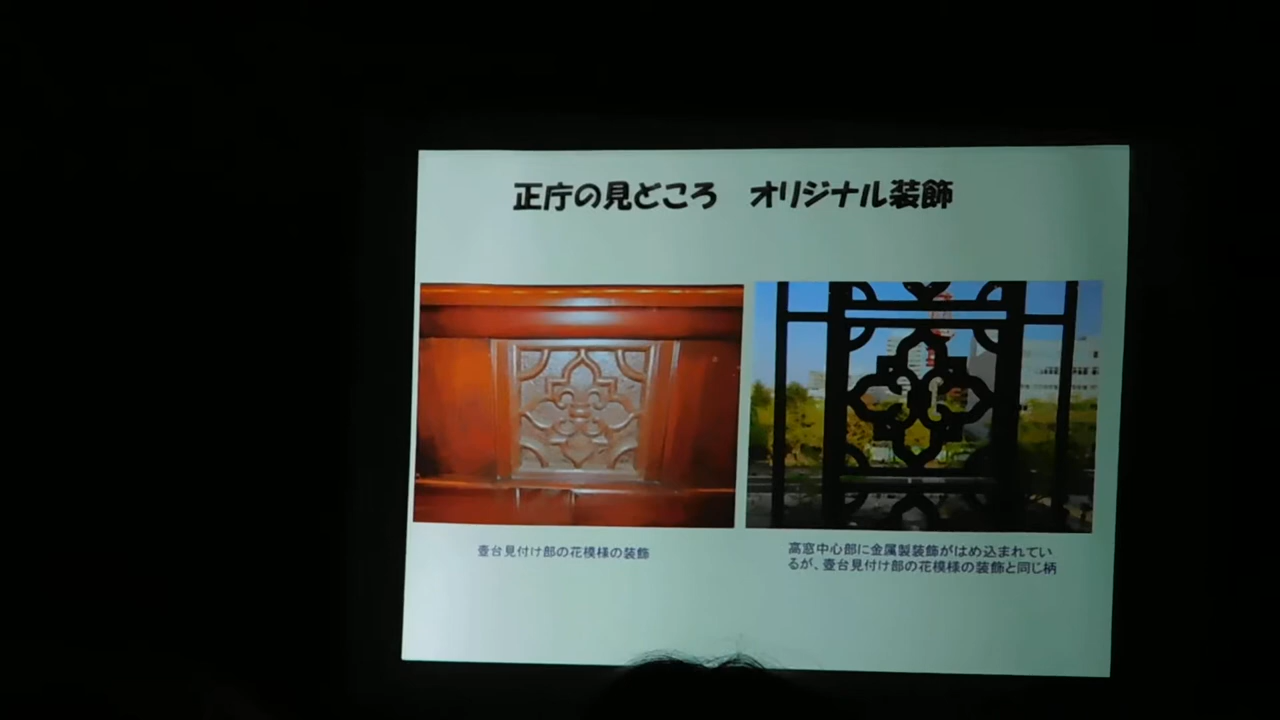 正庁の見どころ　オリジナル装飾
壺台見付け部の花模様の装飾
高窓中心部に金属製装飾がはめ込まれてい
るが、壺台見付け部の花模様の装飾と同じ柄